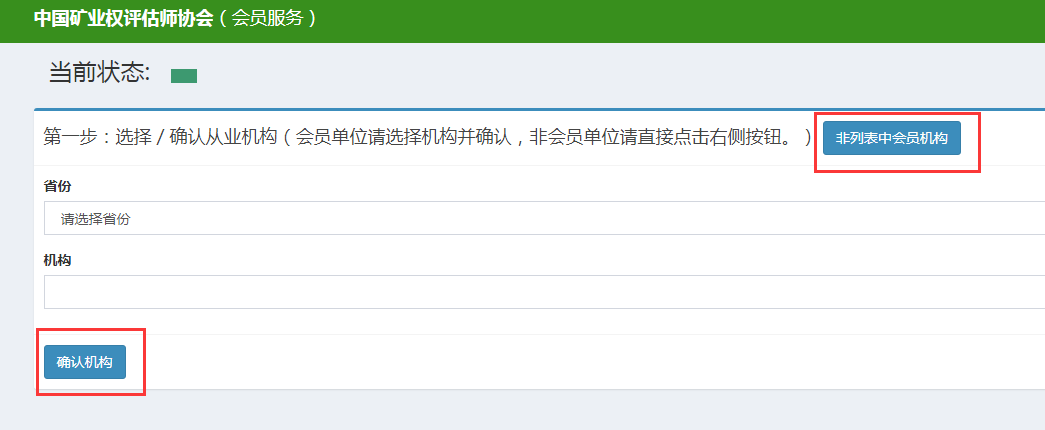 中国矿业权评估师协会（会员服务）
当前状态:
第一步：选择 / 确认从业机构（会员单位请选择机构并确认，非会员单位请直接点击右侧按钮。） 非列表中会员机构
省份
请选择省份
机构
确认机构